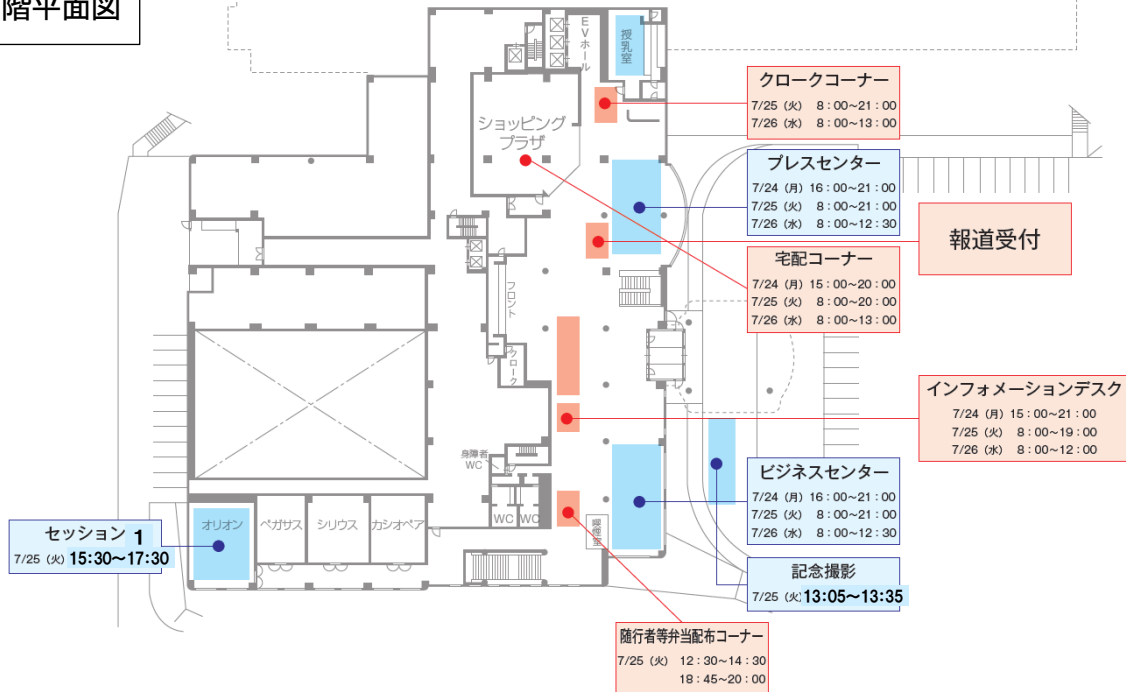 階平面図
EVホール
授乳室
ショッピング
プラザ
クロークコーナー
7/25（火） 8：00～21：00
7/26（水） 8：00～13：00
プレスセンター
7/24（月）16：00～21：00
7/25（火） 8：00～21：00
7/26（水） 8：00～12：30
報道受付
宅配コーナー
7/24（月）15：00～20：00
7/25（火） 8：00～20：00
7/26（水） 8：00～13：00
フロント
クローク
インフォメーションデスク
7/24（月）15：00～21：00
7/25（火） 8：00～19：00
7/26（水） 8：00～12：00
身障者
WC
ビジネスセンター
7/24（月）16：00～21：00
7/25（火） 8：00～21：00
7/26（水） 8：00～12：30
WC
WC
喫煙室
オリオン
ペガサス
シリウス
カシオペア
セッション 1
7/25（火）15:30～17:30
記念撮影
7/25（火）13:05～13:35
随行者等弁当配布コーナー
7/25（火） 12：30～14：30
18：45～20：00